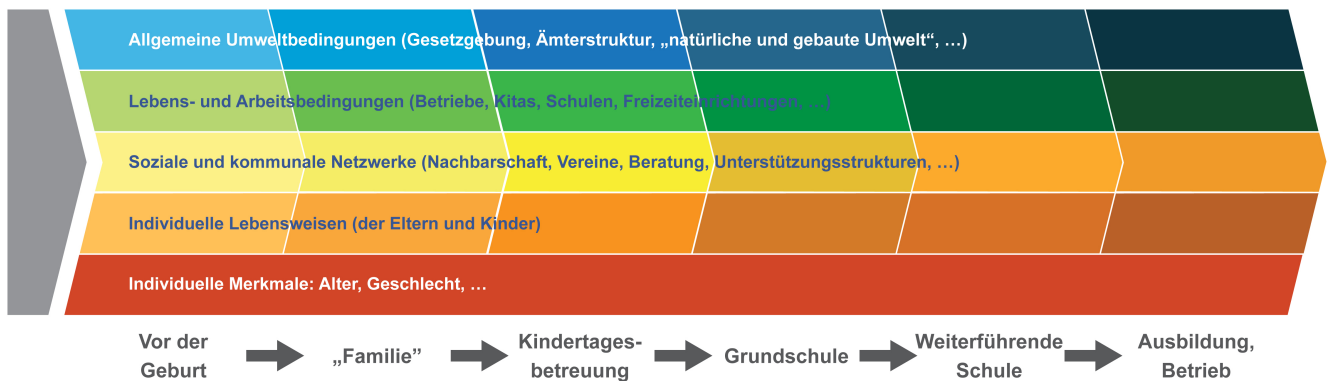 Allgemeine Umweltbedingungen (Gesetzgebung, Ämterstruktur, „natürliche und gebaute Umwelt“, …)
Lebens- und Arbeitsbedingungen (Betriebe, Kitas, Schulen, Freizeiteinrichtungen, …)
Soziale und kommunale Netzwerke (Nachbarschaft, Vereine, Beratung, Unterstützungsstrukturen, …)
Individuelle Lebensweisen (der Eltern und Kinder)
Individuelle Merkmale: Alter, Geschlecht, …
Vor der
Geburt
„Familie”
Kindertages-
betreuung
Grundschule
Weiterführende
Schule
Ausbildung,
Betrieb